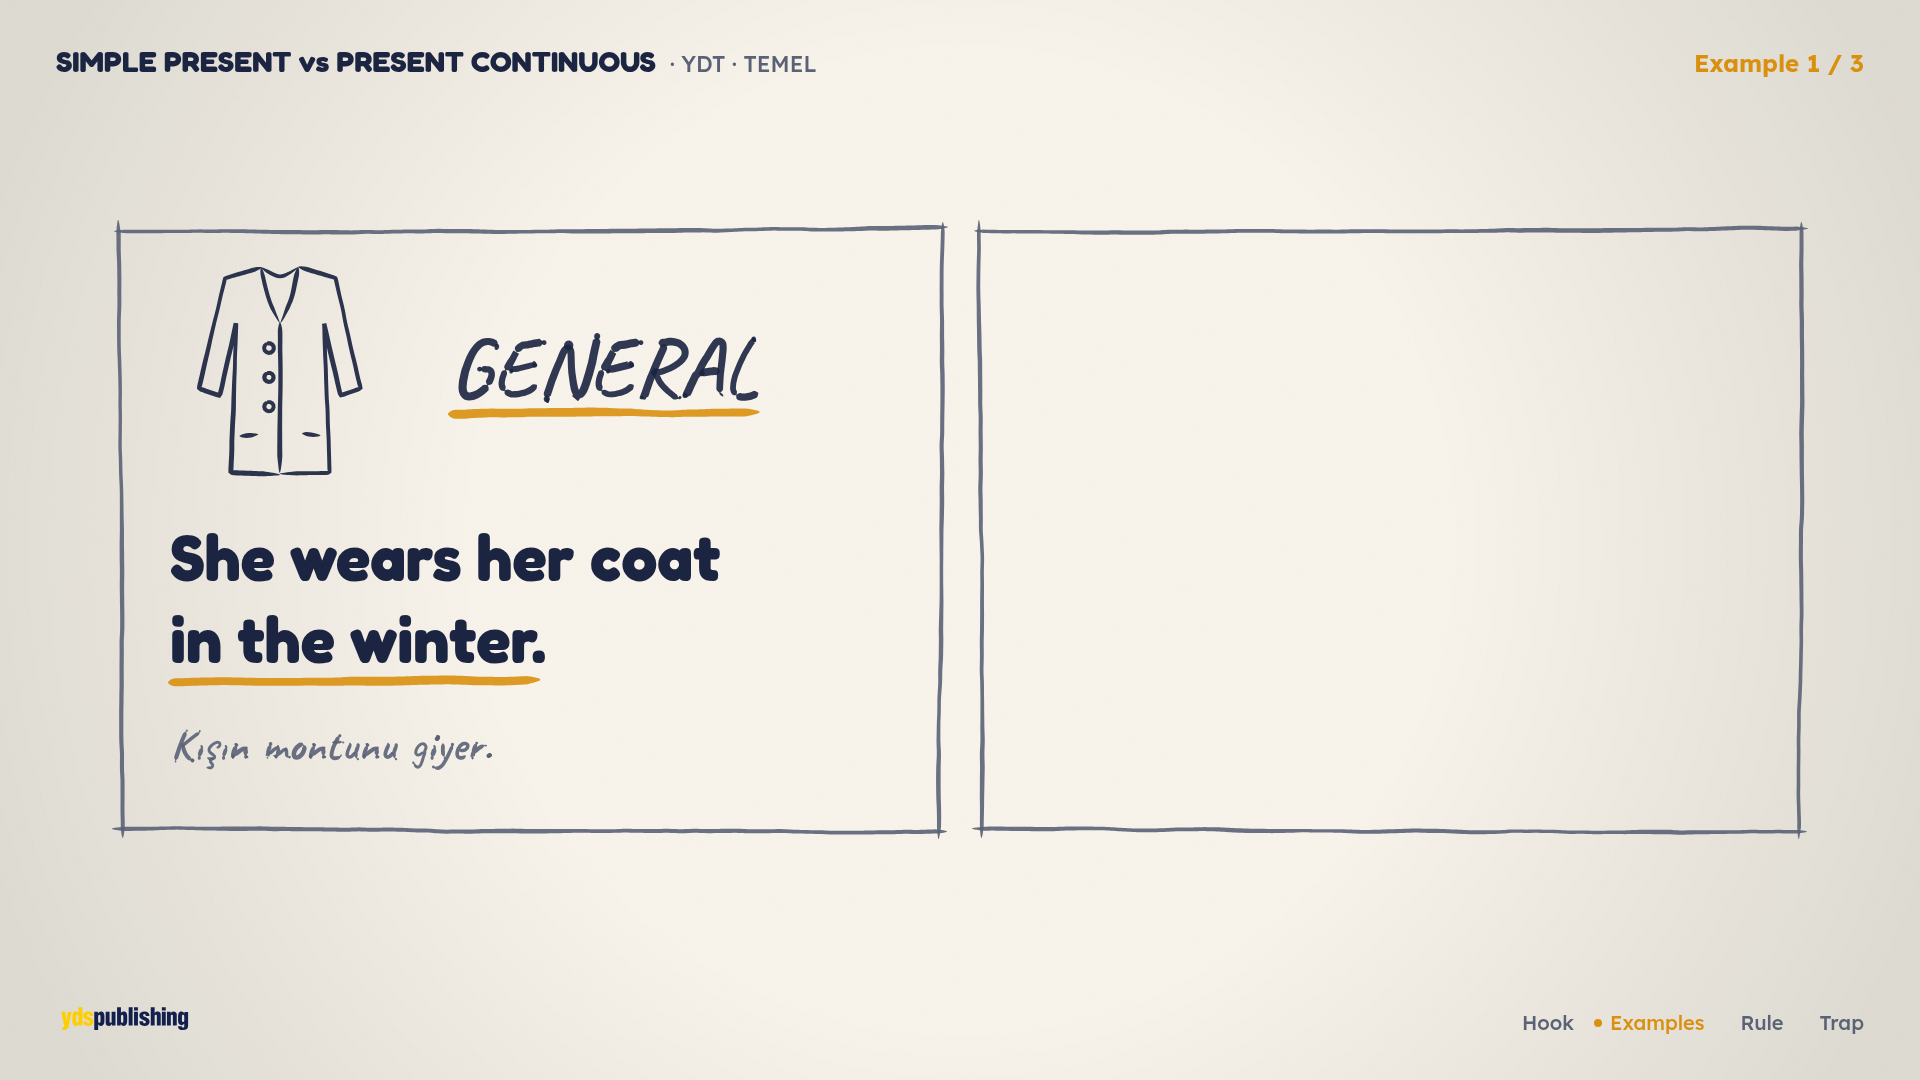 SIMPLE PRESENT vs PRESENT CONTINUOUS · YDT · TEMEL
Example 1 / 3
GENERAL
She wears her coat
in the winter.
Kışın montunu giyer.
ydspublishing
Hook • Examples Rule Trap